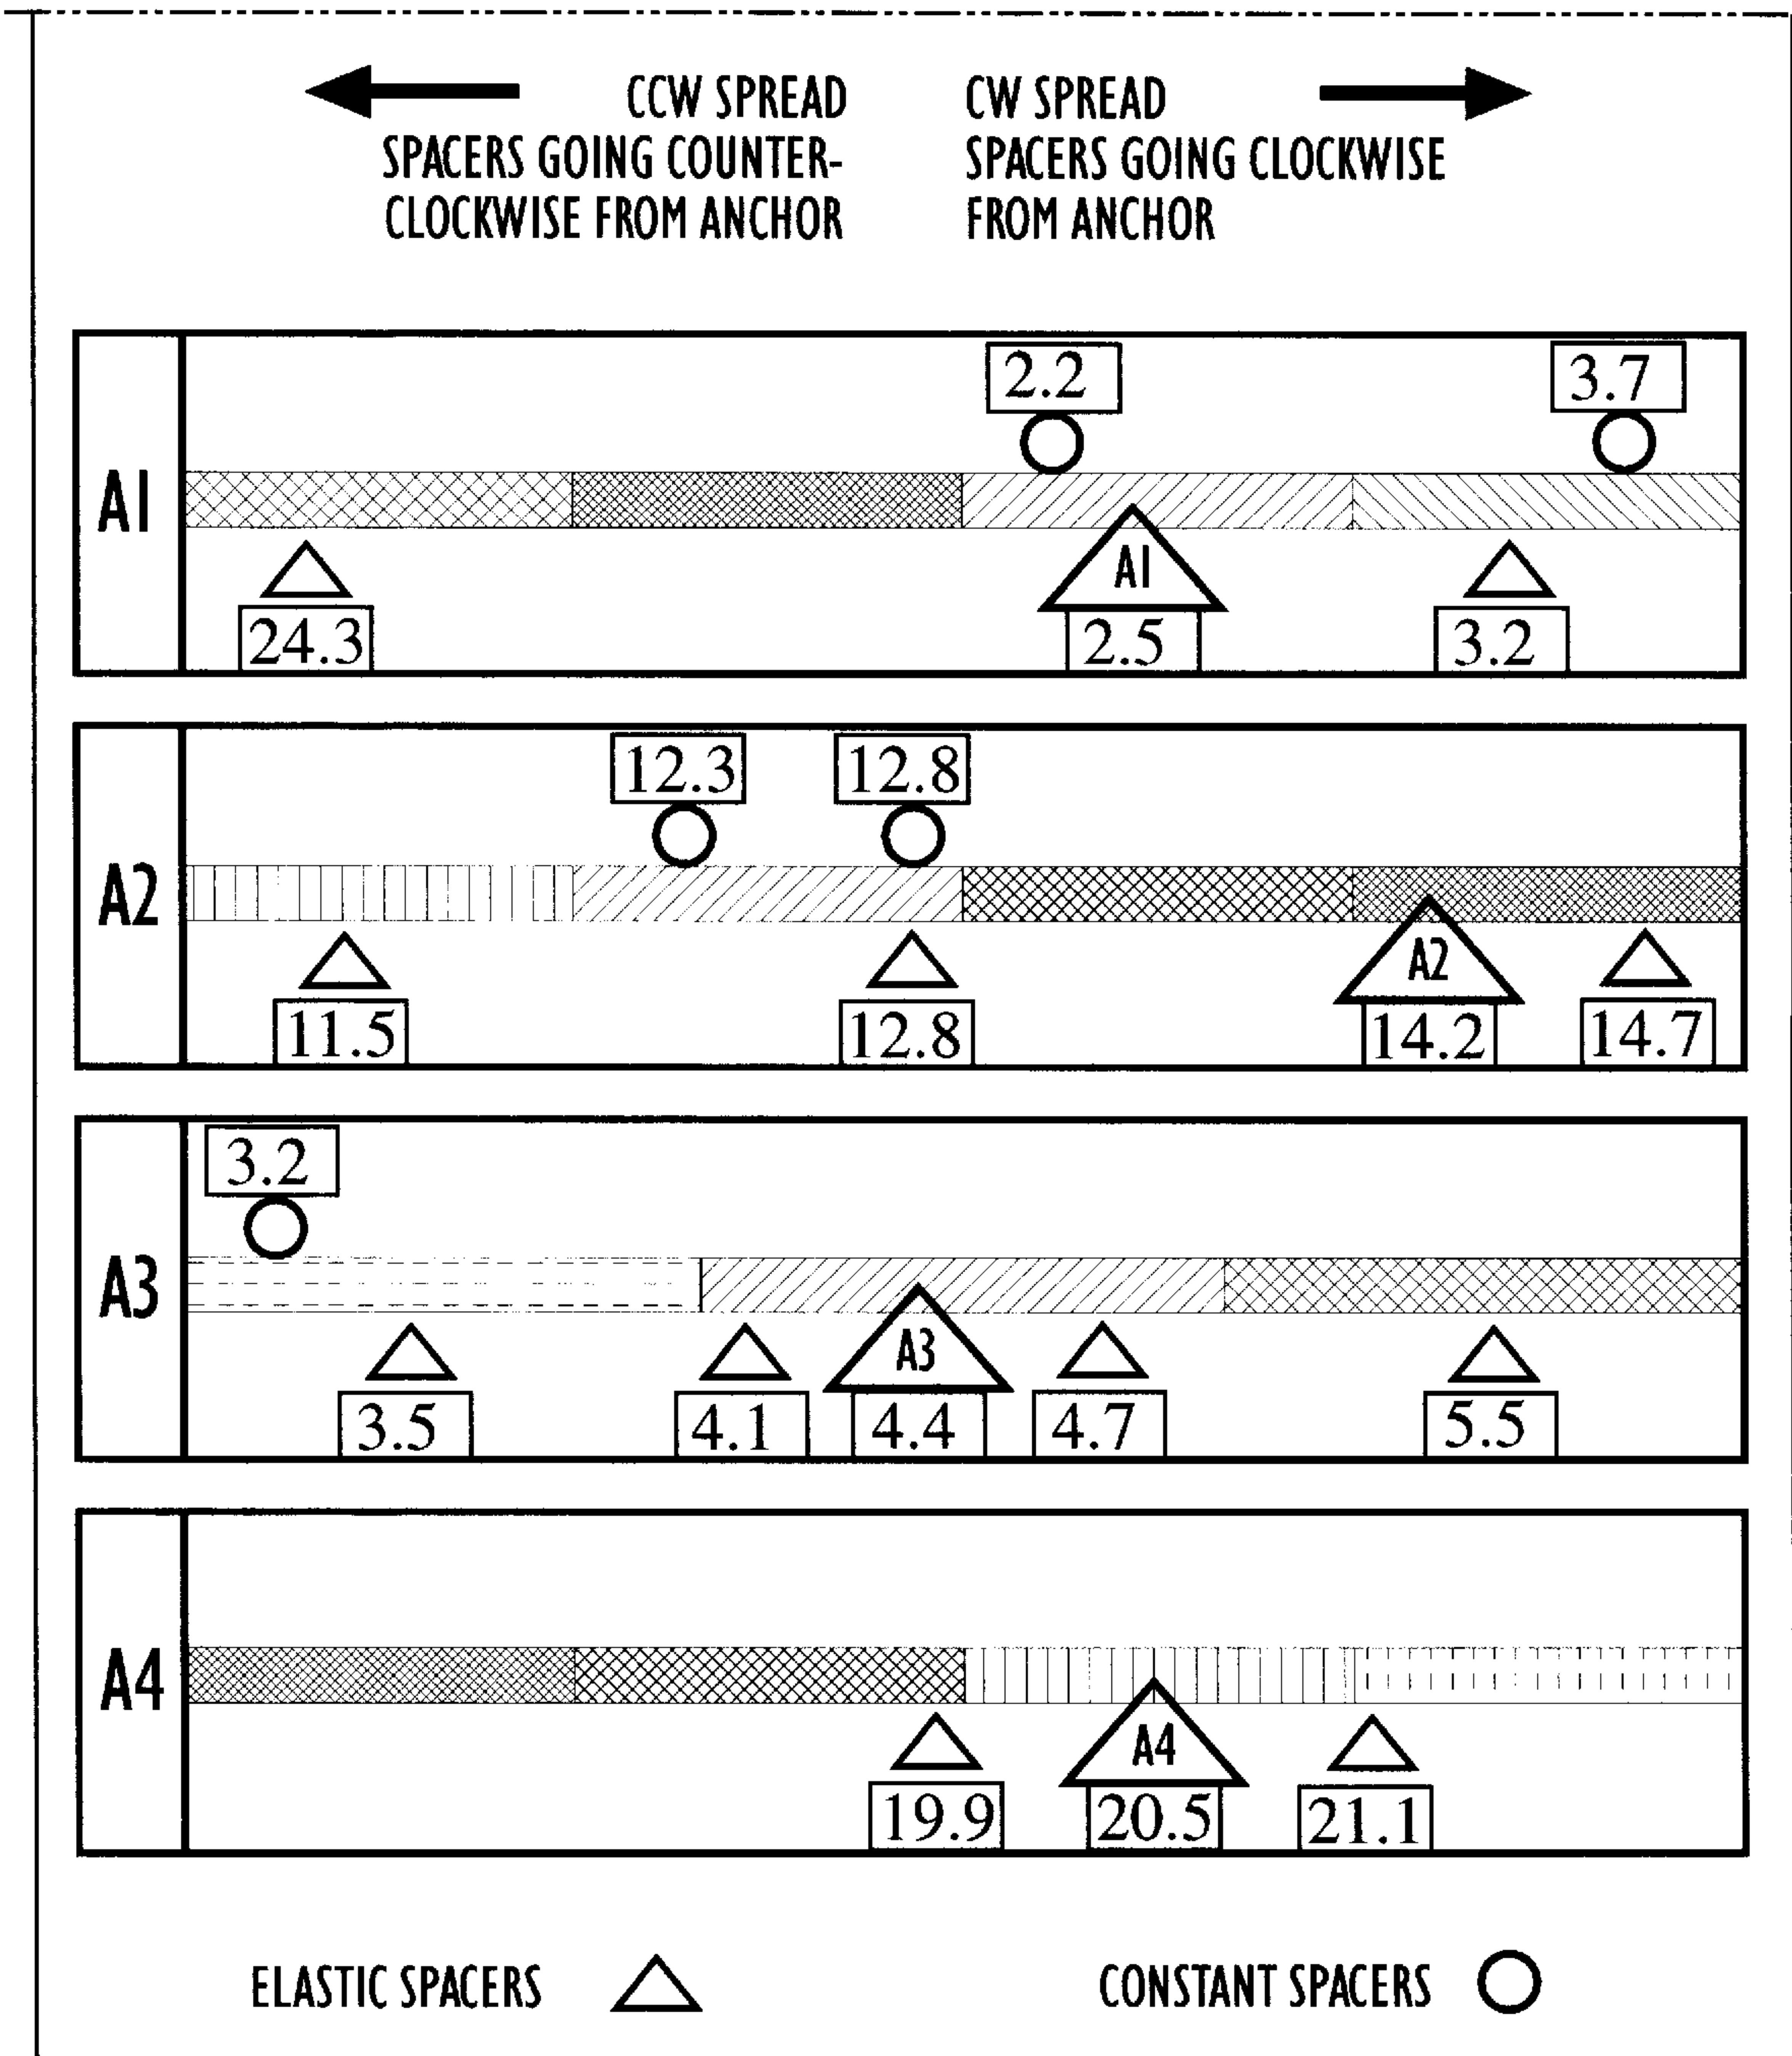 CCW SPREAD
SPACERS GOING COUNTER-
CLOCKWISE FROM ANCHOR
CW SPREAD
SPACERS GOING CLOCKWISE
FROM ANCHOR
2.2 3.7
A1
A1
24.3 2.5 3.2
12.3 12.8
A2
A2
11.5 12.8 14.2 14.7
3.2
A3
A3
3.5 4.1 4.4 4.7 5.5
A4
A4
19.9 20.5 21.1
ELASTIC SPACERS CONSTANT SPACERS